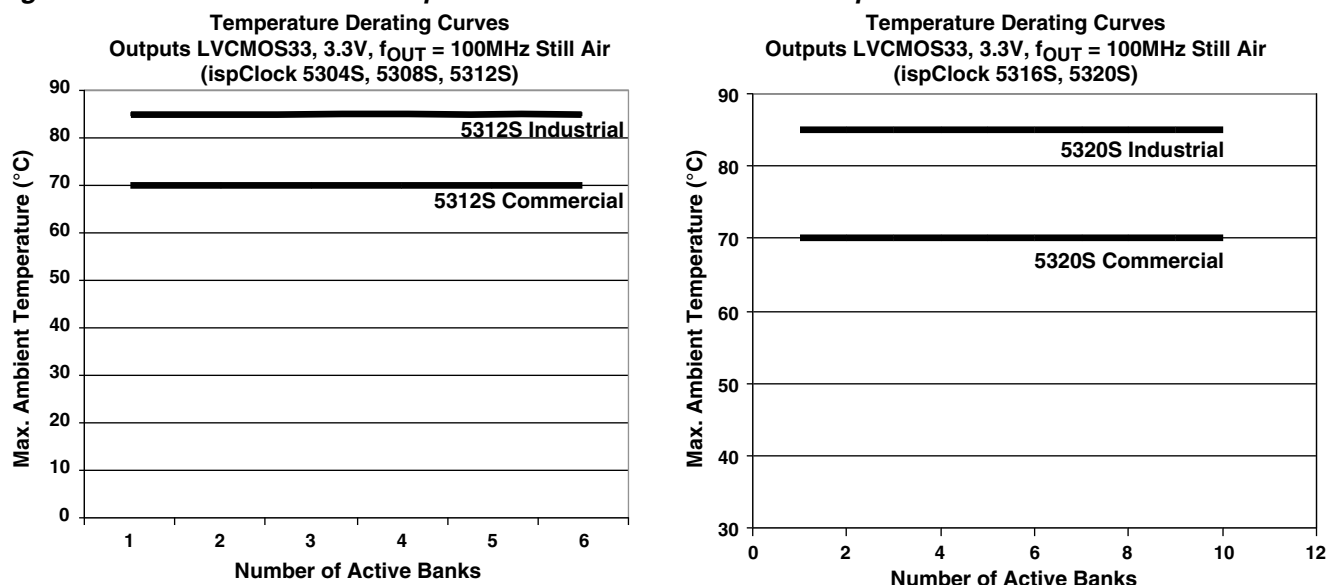 Temperature Derating Curves
Outputs LVCMOS33, 3.3V, fOUT = 100MHz Still Air
(ispClock 5304S, 5308S, 5312S)
90
80
70
60
50
40
30
20
10
0
Max. Ambient Temperature (°C)
5312S Industrial
5312S Commercial
1 2 3 4 5 6
Number of Active Banks
Temperature Derating Curves
Outputs LVCMOS33, 3.3V, fOUT = 100MHz Still Air
(ispClock 5316S, 5320S)
90
80
70
60
50
40
30
Max. Ambient Temperature (°C)
5320S Industrial
5320S Commercial
0 2 4 6 8 10 12
Number of Active Banks